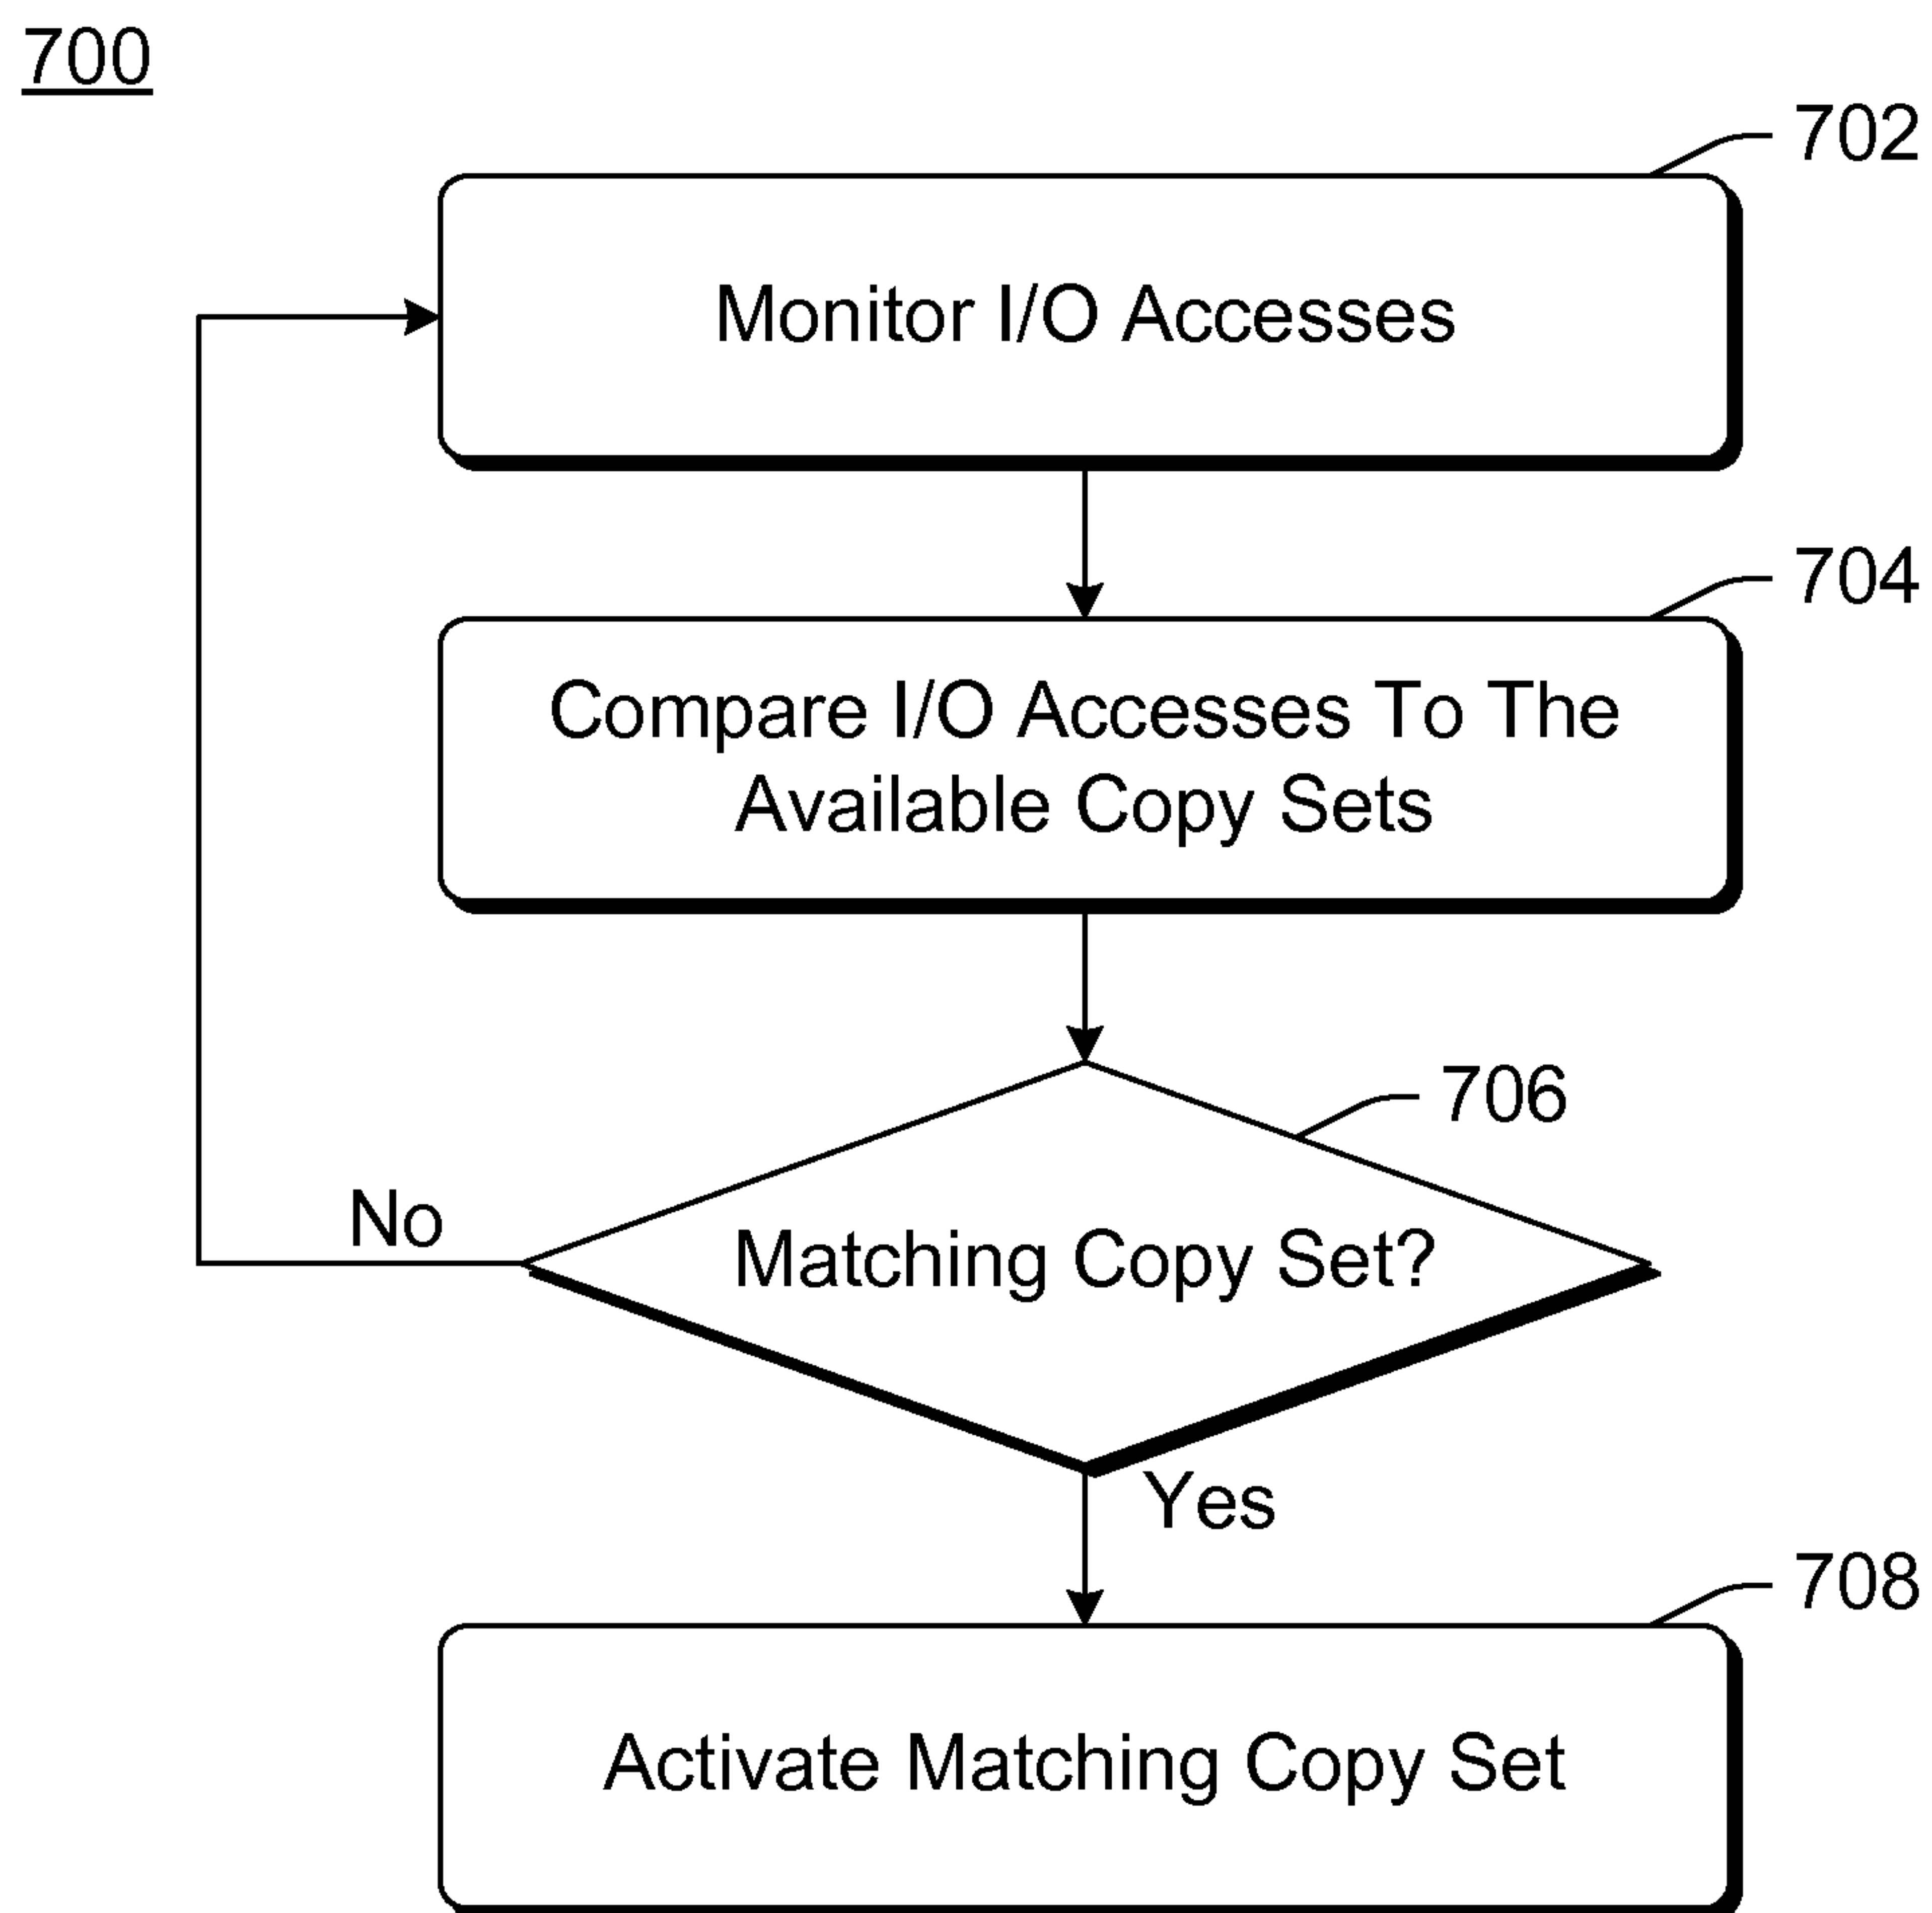 700
702
Monitor I/O Accesses
704
Compare I/O Accesses To The
Available Copy Sets
706
No
Matching Copy Set?
Yes
708
Activate Matching Copy Set